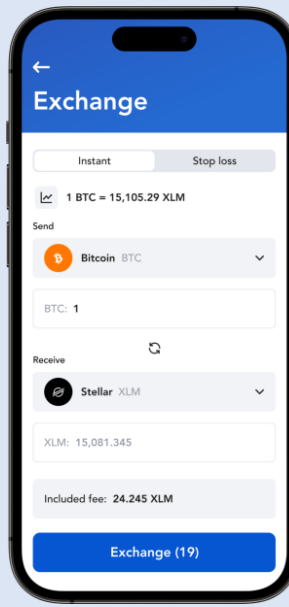 Exchange
Instant Stop loss
1 BTC = 15,105.29 XLM
Send
Bitcoin BTC
BTC: 1
Receive
Stellar XLM
XLM: 15,081.345
Included fee: 24.245 XLM
Exchange (19)